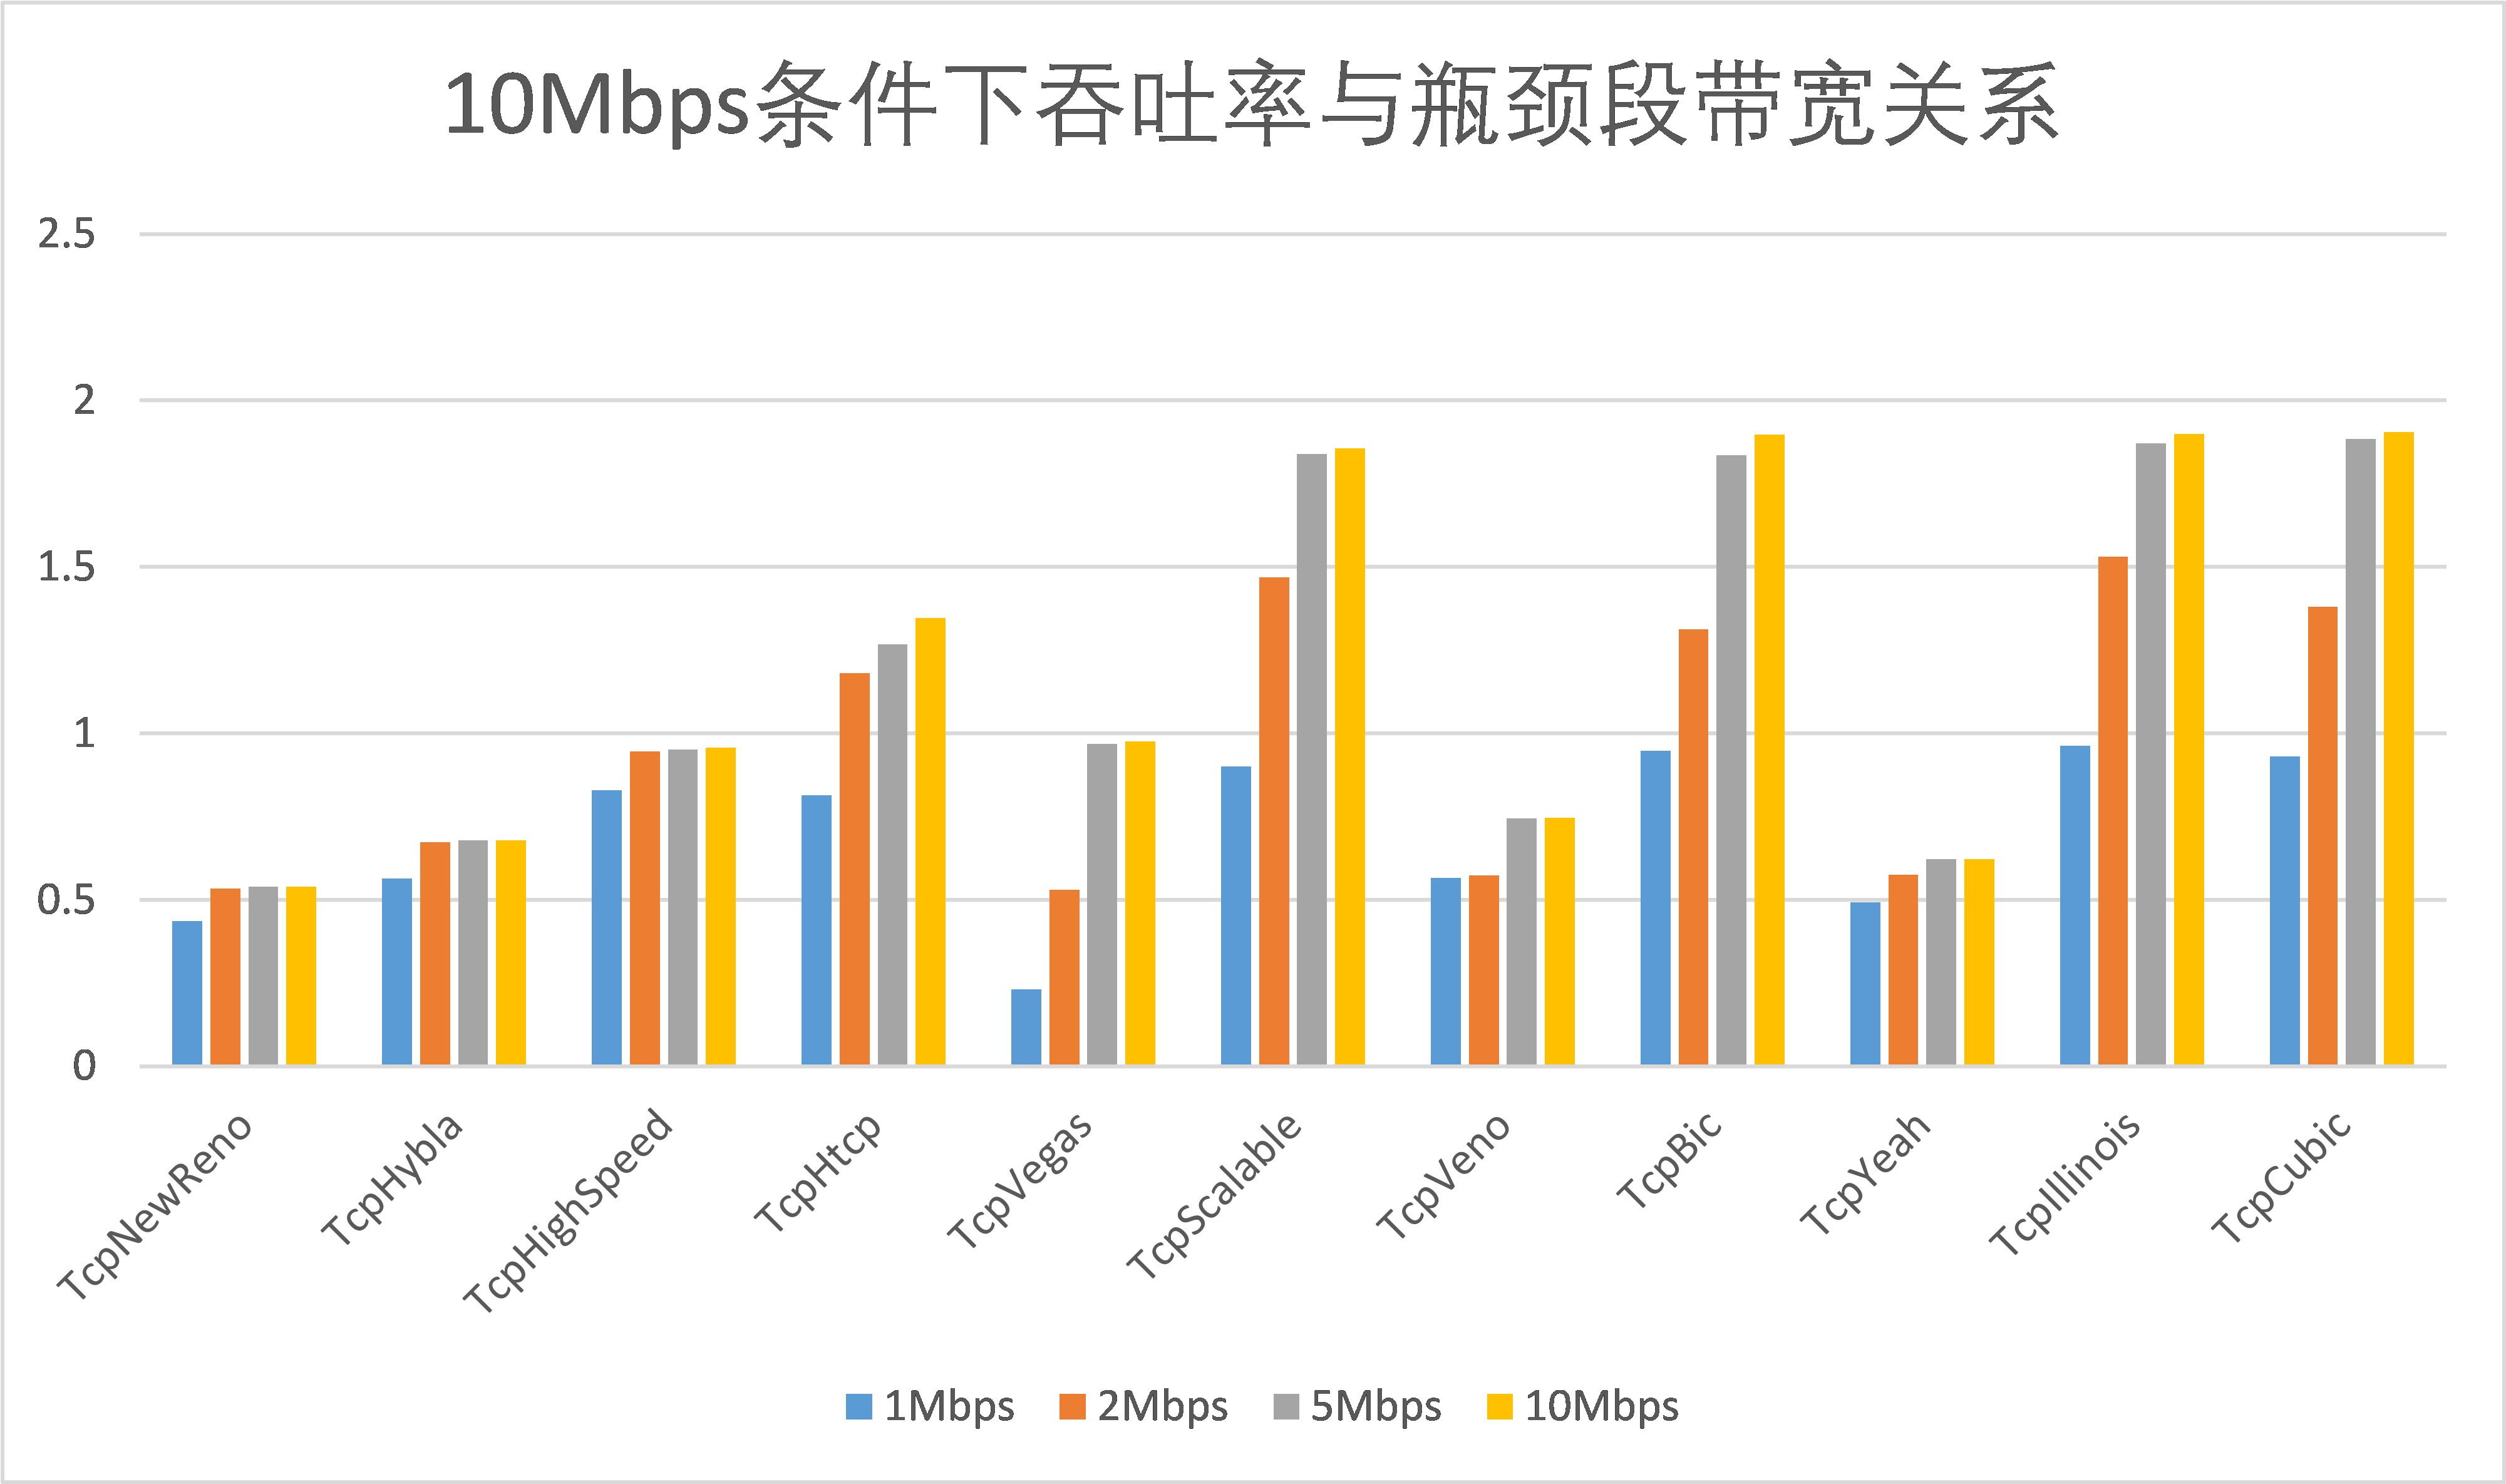 10Mbps条件下吞吐率与瓶颈段带宽关系
2.5
2
1.5
1
0.5
0
TcpNewReno
TcpHybla
TcpHighSpeed
TcpHtcp
TcpVegas
TcpScalable
TcpVeno
TcpBic
TcpYeah
TcpIllinois
TcpCubic
1Mbps 2Mbps 5Mbps 10Mbps